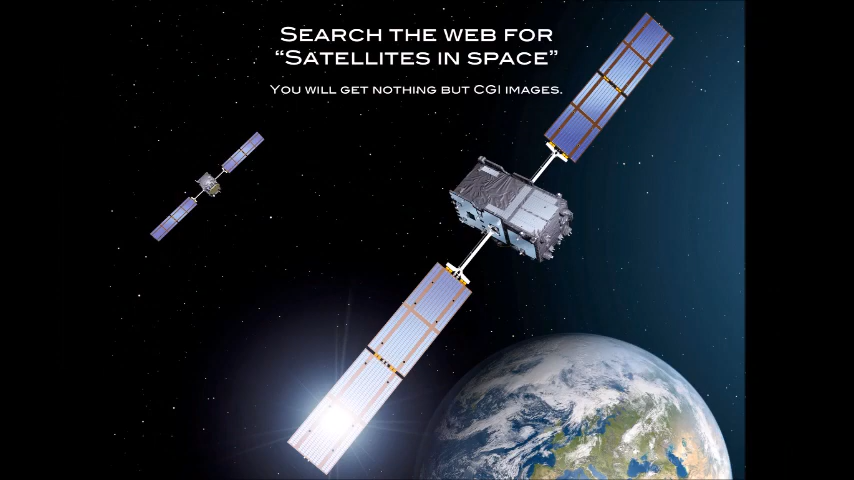 Search the web for
“Satellites in space”
You will get nothing but CGI images.